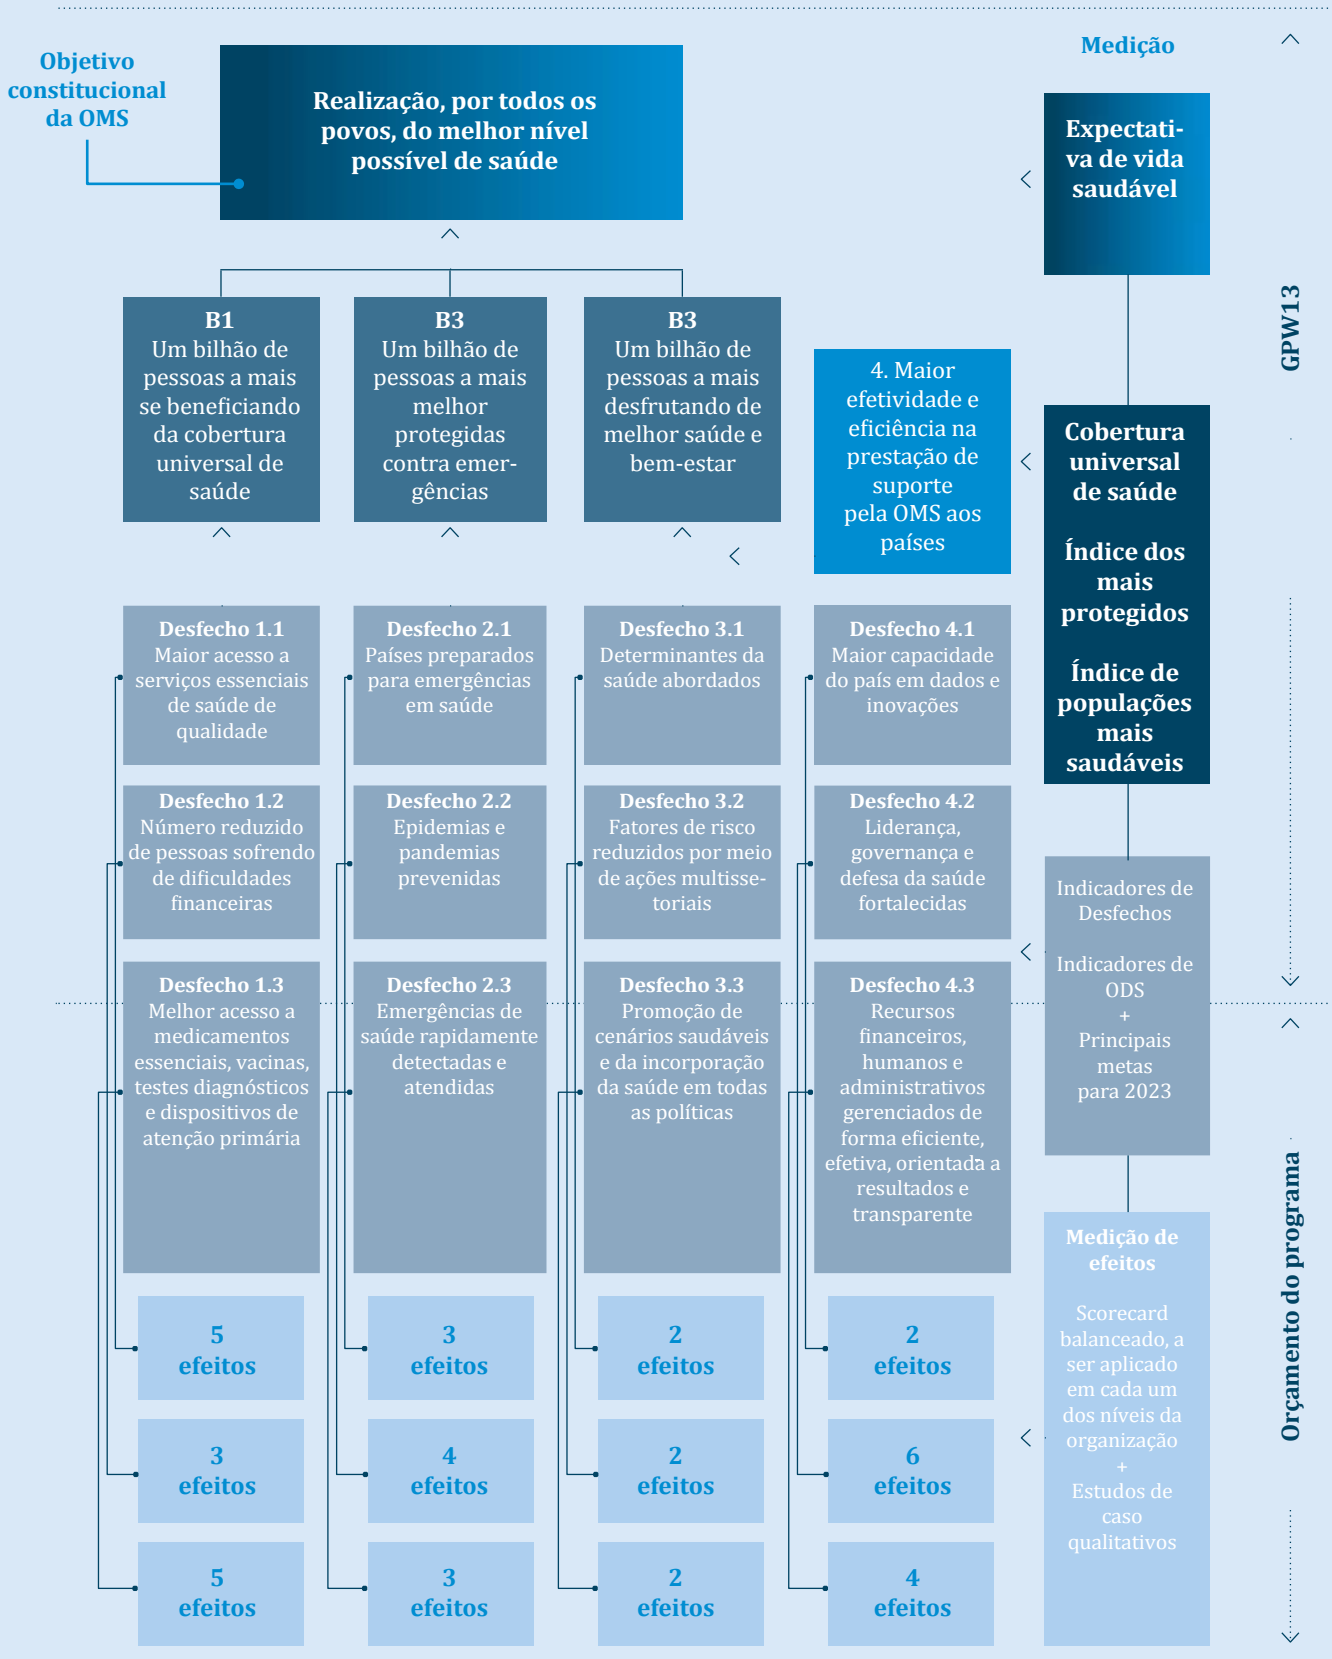 Objetivo
constitucional
da OMS
Realização, por todos os
povos, do melhor nível
possível de saúde
Medição
Expectati-
va de vida
saudável
GPW13
B1
Um bilhão de
pessoas a mais
se beneficiando
da cobertura
universal de
saúde
B3
Um bilhão de
pessoas a mais
melhor
protegidas
contra emer-
gências
B3
Um bilhão de
pessoas a mais
desfrutando de
melhor saúde e
bem-estar
4. Maior
efetividade e
eficiência na
prestação de
suporte
pela OMS aos
países
Cobertura
universal
de saúde
Índice dos
mais
protegidos
Índice de
populações
mais
saudáveis
Desfecho 1.1
Maior acesso a
serviços essenciais
de saúde de
qualidade
Desfecho 2.1
Países preparados
para emergências
em saúde
Desfecho 3.1
Determinantes da
saúde abordados
Desfecho 4.1
Maior capacidade
do país em dados e
inovações
Desfecho 1.2
Número reduzido
de pessoas sofrendo
de dificuldades
financeiras
Desfecho 2.2
Epidemias e
pandemias
prevenidas
Desfecho 3.2
Fatores de risco
reduzidos por meio
de ações multisse-
toriais
Desfecho 4.2
Liderança,
governança e
defesa da saúde
fortalecidas
Indicadores de
Desfechos
Indicadores de
ODS
+
Principais
metas
para 2023
Desfecho 1.3
Melhor acesso a
medicamentos
essenciais, vacinas,
testes diagnósticos
e dispositivos de
atenção primária
Desfecho 2.3
Emergências de
saúde rapidamente
detectadas e
atendidas
Desfecho 3.3
Promoção de
cenários saudáveis
e da incorporação
da saúde em todas
as políticas
Desfecho 4.3
Recursos
financeiros,
humanos e
administrativos
gerenciados de
forma eficiente,
efetiva, orientada a
resultados e
transparente
Orçamento do programa
Medição de
efeitos
Scorecard
balanceado, a
ser aplicado
em cada um
dos níveis da
organização
+
Estudos de
caso
qualitativos
5
efeitos
3
efeitos
2
efeitos
2
efeitos
3
efeitos
4
efeitos
2
efeitos
6
efeitos
5
efeitos
3
efeitos
2
efeitos
4
efeitos